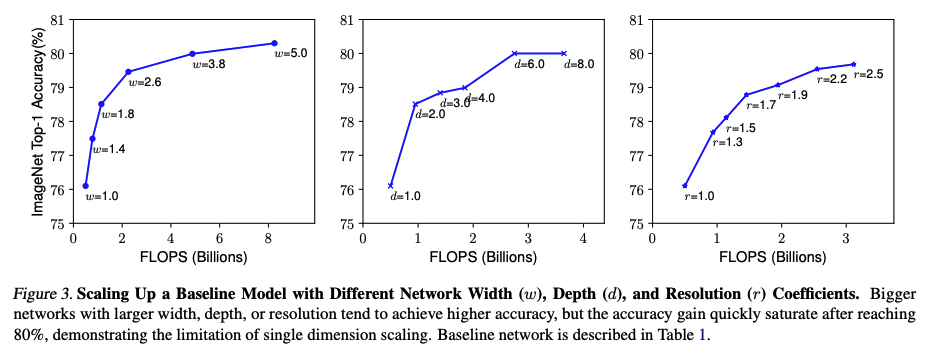 ImageNet Top-1 Accuracy(%)
81
80
79
78
77
76
75
0 2 4 6 8
FLOPS (Billions)
w=1.0
w=1.4
w=1.8
w=2.6
w=3.8
w=5.0
81
80
79
78
77
76
75
0 1 2 3 4
FLOPS (Billions)
d=1.0
d=2.0
d=3.0
d=4.0
d=6.0
d=8.0
81
80
79
78
77
76
75
0 1 2 3
FLOPS (Billions)
r=1.0
r=1.3
r=1.5
r=1.7
r=1.9
r=2.2
r=2.5
Figure 3. Scaling Up a Baseline Model with Different Network Width (w), Depth (d), and Resolution (r) Coefficients. Bigger
networks with larger width, depth, or resolution tend to achieve higher accuracy, but the accuracy gain quickly saturate after reaching
80%, demonstrating the limitation of single dimension scaling. Baseline network is described in Table 1.